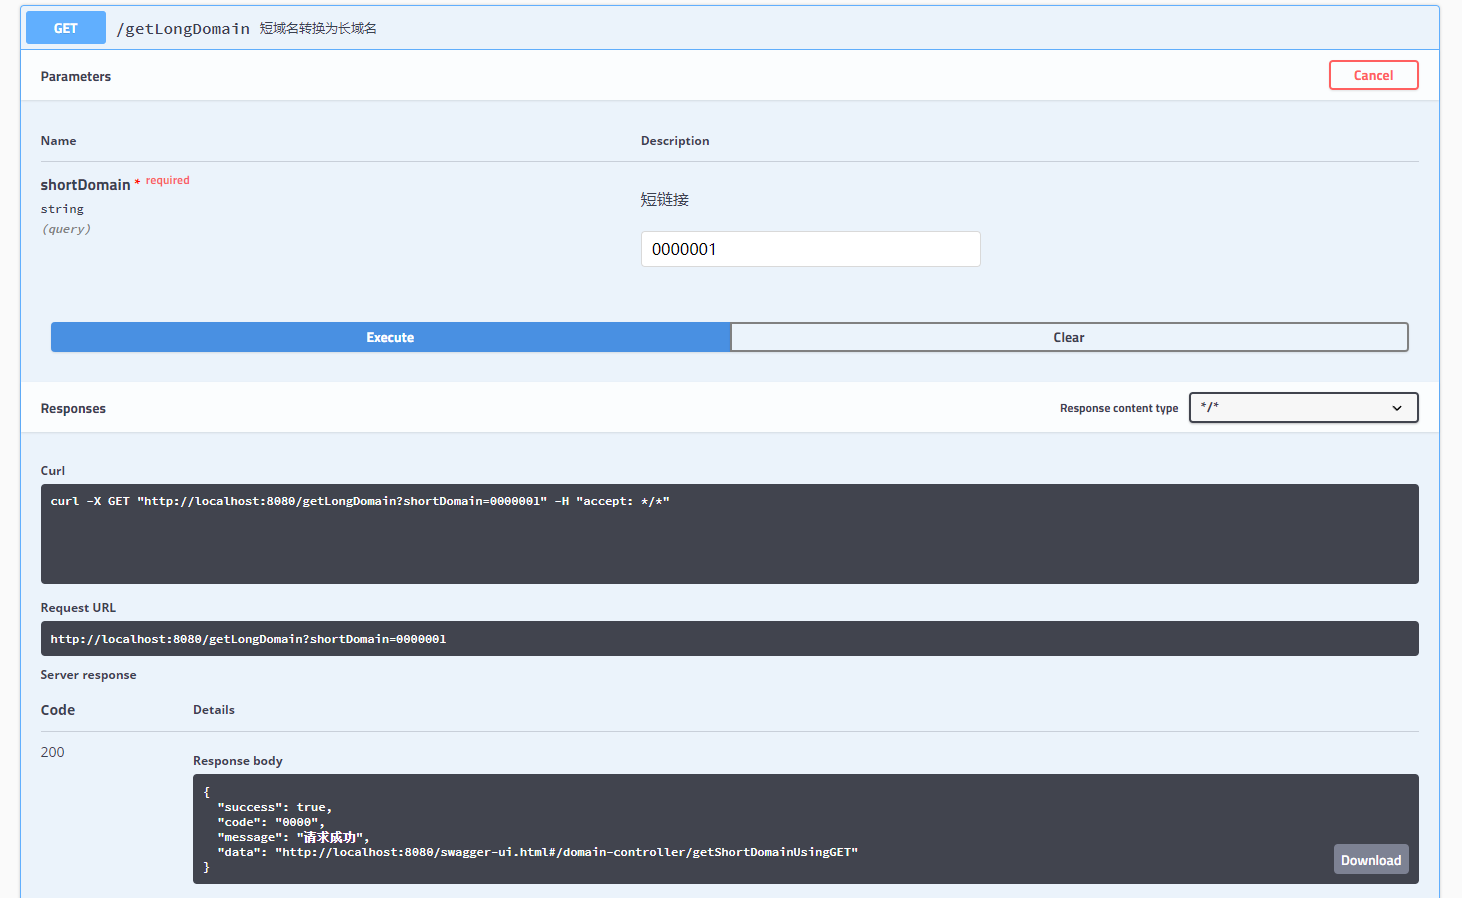 GET /getLongDomain 短域名转换为长域名
Parameters
Cancel
Name Description
shortDomain * required
string
(query)
短链接
0000001
Execute Clear
Responses
Response content type */*
Curl
curl -X GET "http://localhost:8080/getLongDomain?shortDomain=0000001" -H "accept: */*"
Request URL
http://localhost:8080/getLongDomain?shortDomain=0000001
Server response
Code Details
200
Response body
{
  "success": true,
  "code": "0000",
  "message": "请求成功",
  "data": "http://localhost:8080/swagger-ui.html#/domain-controller/getShortDomainUsingGET"
}
Download